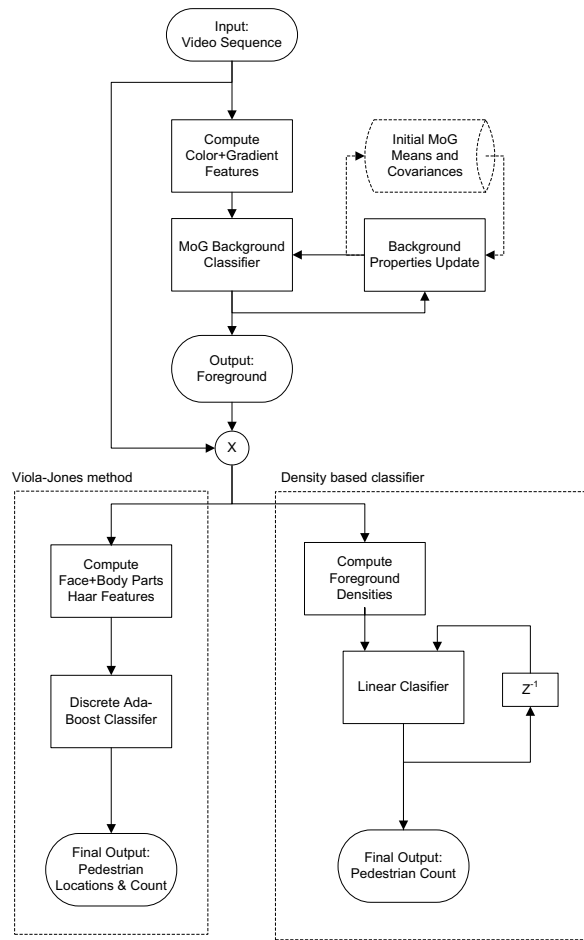 Input:
Video Sequence
Compute
Color+Gradient
Features
Initial MoG
Means and
Covariances
MoG Background
Classifier
Background
Properties Update
Output:
Foreground
X
Viola-Jones method
Density based classifier
Compute
Face+Body Parts
Haar Features
Compute
Foreground
Densities
Discrete Ada-
Boost Classifer
Linear Clasifier
Z⁻¹
Final Output:
Pedestrian
Locations & Count
Final Output:
Pedestrian Count